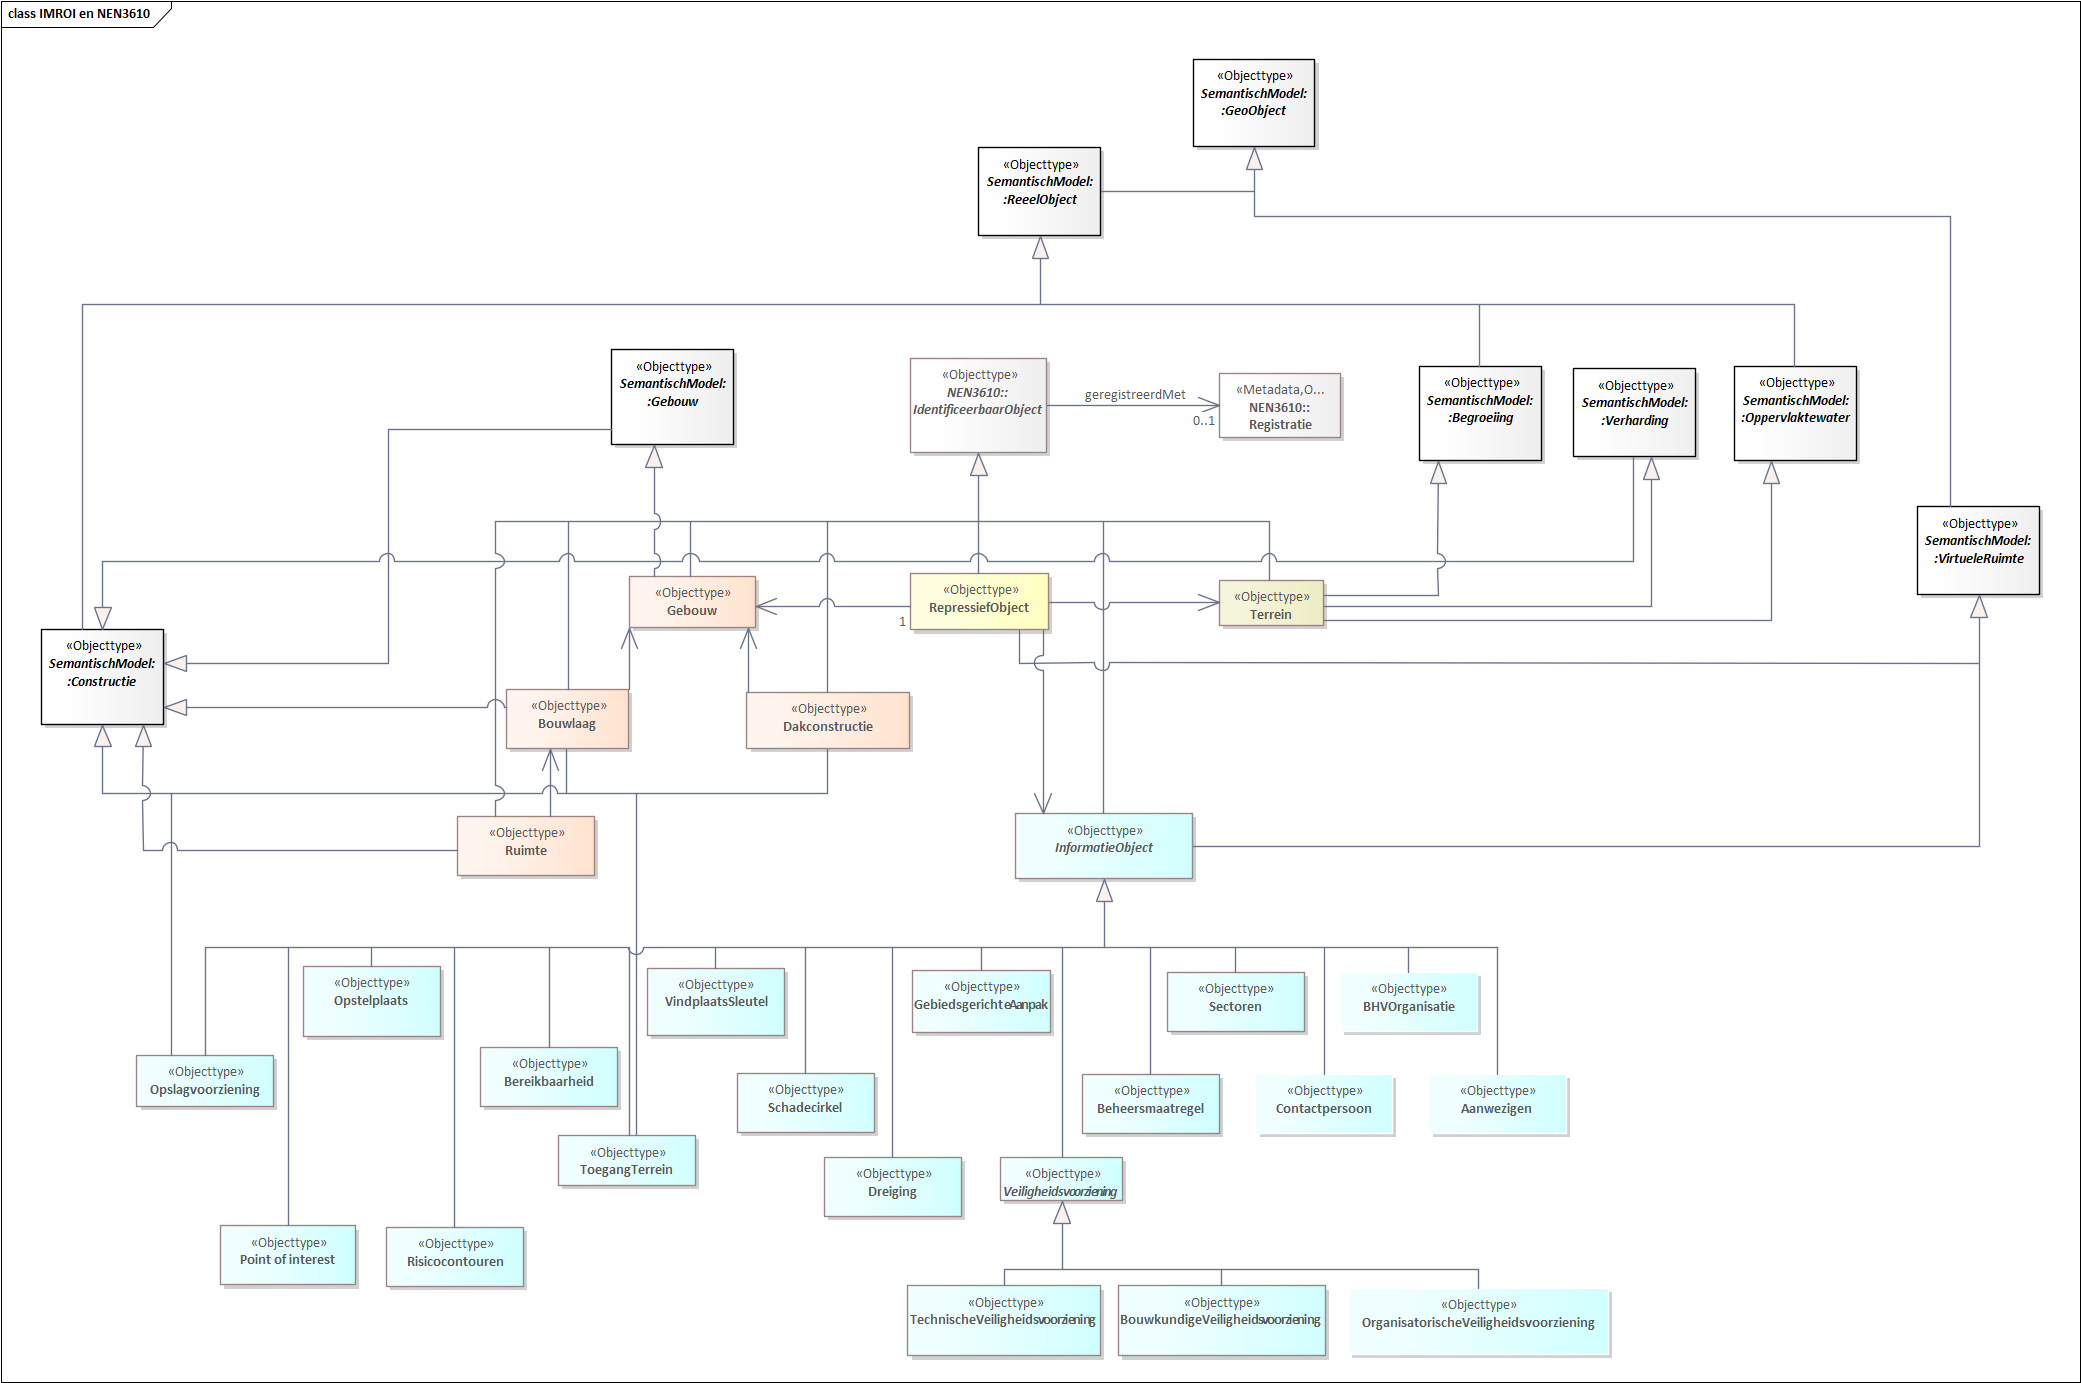 class IMROI en NEN3610
«Objecttype»
SemantischModel:
:GeoObject
«Objecttype»
SemantischModel:
:ReeelObject
«Objecttype»
SemantischModel:
:Gebouw
«Objecttype»
NEN3610::
IdentificeerbaarObject
geregistreerdMet
0..1
«Metadata,O...
NEN3610::
Registratie
«Objecttype»
SemantischModel:
:Begroeiing
«Objecttype»
SemantischModel:
:Verharding
«Objecttype»
SemantischModel:
:Oppervlaktewater
«Objecttype»
SemantischModel:
:VirtueleRuimte
«Objecttype»
Gebouw
«Objecttype»
RepressiefObject
1
«Objecttype»
Terrein
«Objecttype»
SemantischModel:
:Constructie
«Objecttype»
Bouwlaag
«Objecttype»
Dakconstructie
«Objecttype»
Ruimte
«Objecttype»
InformatieObject
«Objecttype»
Opstelplaats
«Objecttype»
VindplaatsSleutel
«Objecttype»
GebiedsgerichteAanpak
«Objecttype»
Sectoren
«Objecttype»
BHVOrganisatie
«Objecttype»
Opslagvoorziening
«Objecttype»
Bereikbaarheid
«Objecttype»
Schadecirkel
«Objecttype»
Beheersmaatregel
«Objecttype»
Contactpersoon
«Objecttype»
Aanwezigen
«Objecttype»
ToegangTerrein
«Objecttype»
Dreiging
«Objecttype»
Veiligheidsvoorziening
«Objecttype»
Point of interest
«Objecttype»
Risicocontouren
«Objecttype»
TechnischeVeiligheidsvoorziening
«Objecttype»
BouwkundigeVeiligheidsvoorziening
«Objecttype»
OrganisatorischeVeiligheidsvoorziening